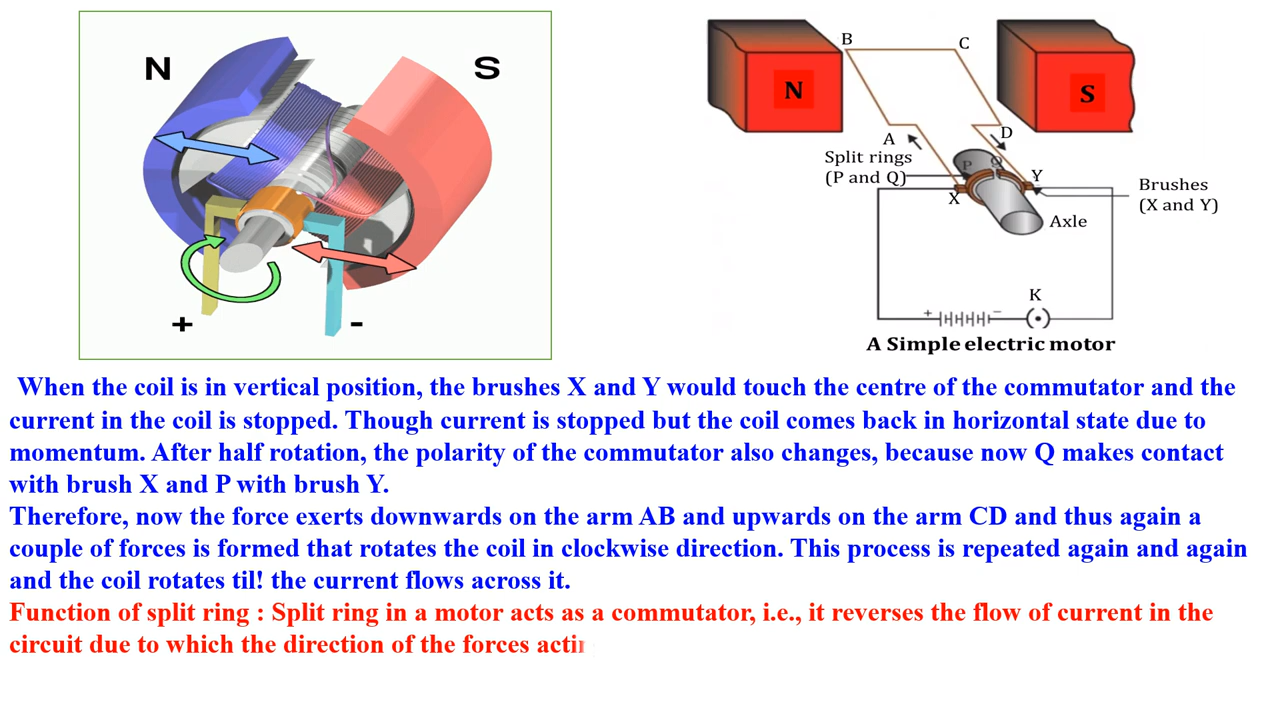 N
S
+
-
N
S
B
C
A
D
Split rings
(P and Q)
P
Q
X
Y
Brushes
(X and Y)
Axle
K
+
−
A Simple electric motor
When the coil is in vertical position, the brushes X and Y would touch the centre of the commutator and the
current in the coil is stopped. Though current is stopped but the coil comes back in horizontal state due to
momentum. After half rotation, the polarity of the commutator also changes, because now Q makes contact
with brush X and P with brush Y.
Therefore, now the force exerts downwards on the arm AB and upwards on the arm CD and thus again a
couple of forces is formed that rotates the coil in clockwise direction. This process is repeated again and again
and the coil rotates til! the current flows across it.
Function of split ring : Split ring in a motor acts as a commutator, i.e., it reverses the flow of current in the
circuit due to which the direction of the forces actin